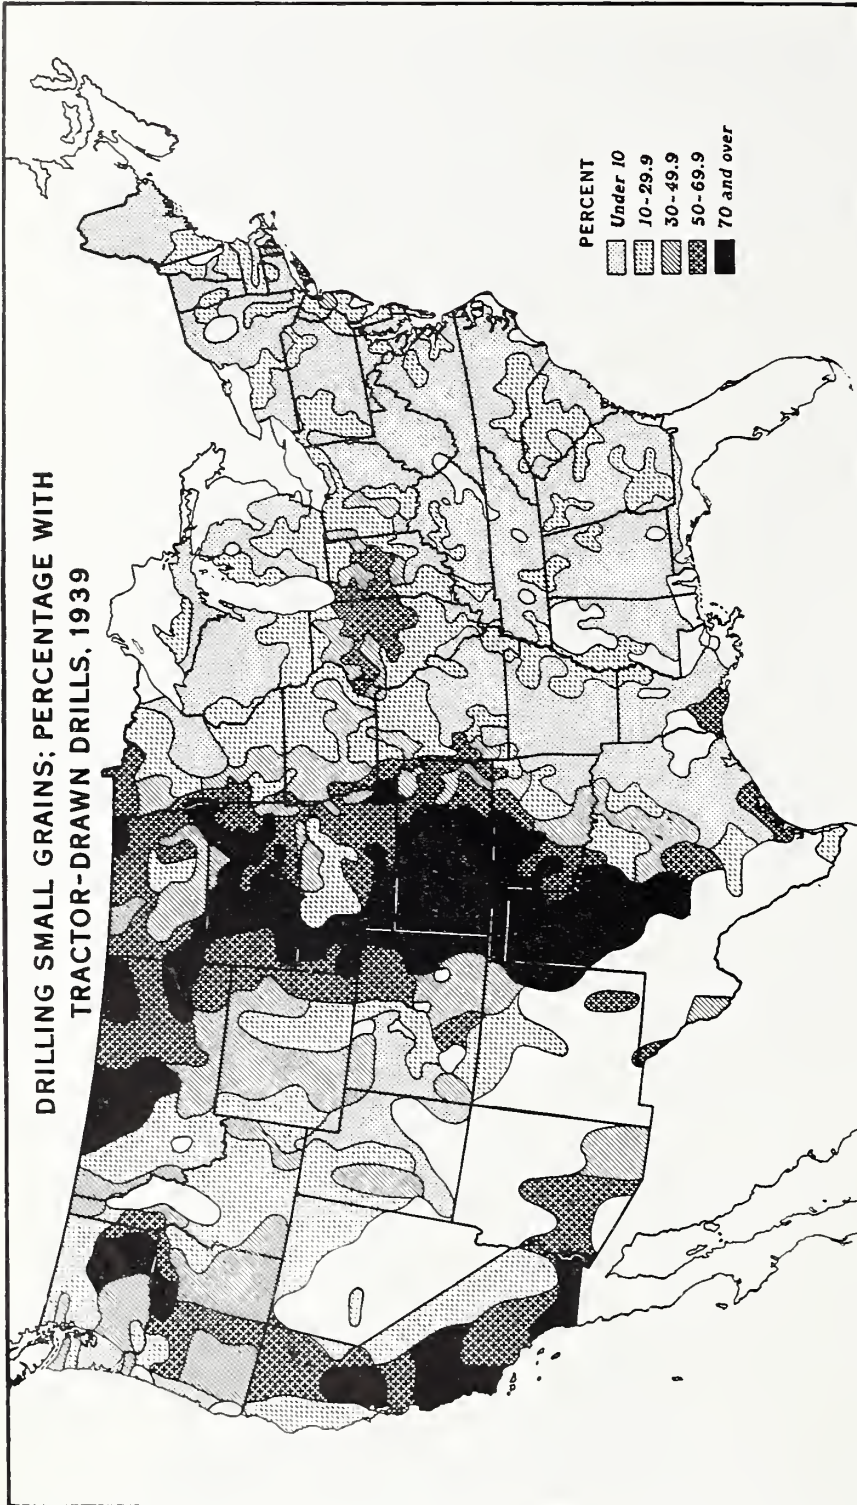 DRILLING SMALL GRAINS; PERCENTAGE WITH
TRACTOR-DRAWN DRILLS, 1939
PERCENT
Under 10
10-29.9
30-49.9
50-69.9
70 and over